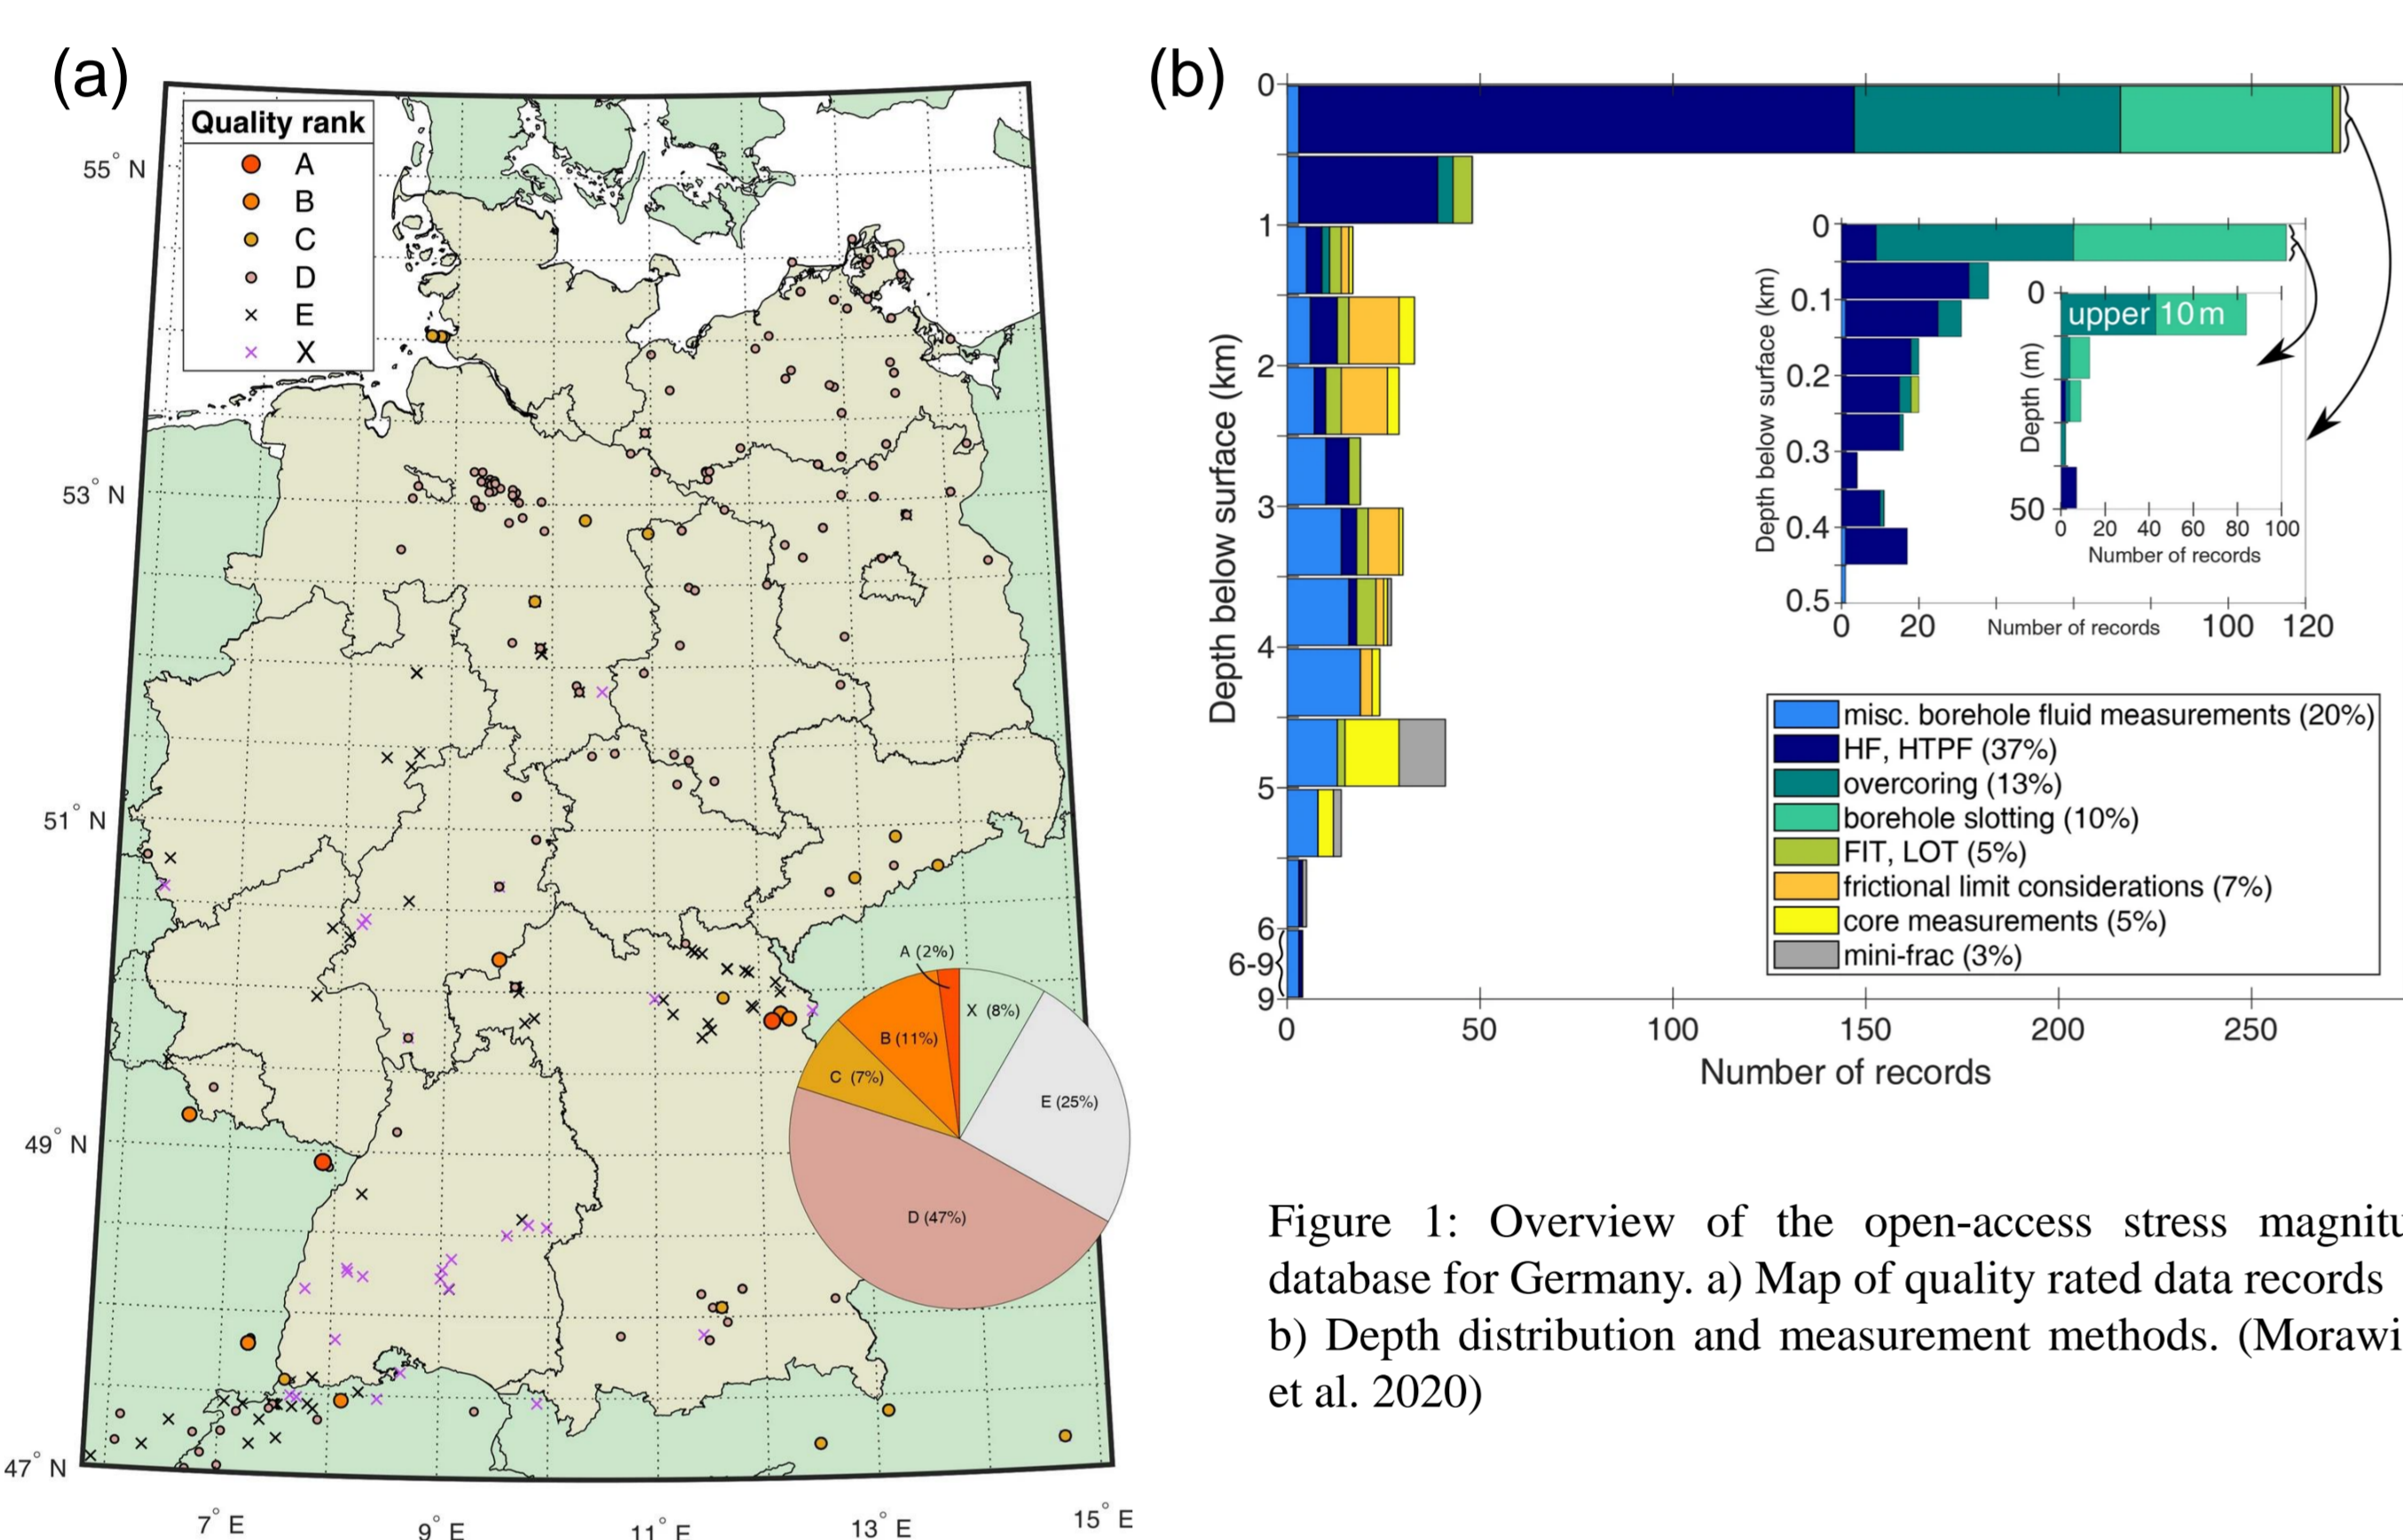 (a)
Quality rank
A
B
C
D
E
X
55° N
53° N
51° N
49° N
47° N
7° E
9° E
11° E
13° E
15° E
A (2%)
X (8%)
B (11%)
E (25%)
C (7%)
D (47%)
(b)
0
1
2
3
4
5
6
6-9
9
Depth below surface (km)
0
50
100
150
200
250
Number of records
0
0.1
0.2
0.3
0.4
0.5
Depth below surface (km)
0
20
Number of records
100
120
0
upper 10 m
Depth (m)
50
0
20
40
60
80
100
Number of records
misc. borehole fluid measurements (20%)
HF, HTPF (37%)
overcoring (13%)
borehole slotting (10%)
FIT, LOT (5%)
frictional limit considerations (7%)
core measurements (5%)
mini-frac (3%)
Figure 1: Overview of the open-access stress magnitu
database for Germany. a) Map of quality rated data records
b) Depth distribution and measurement methods. (Morawi
et al. 2020)